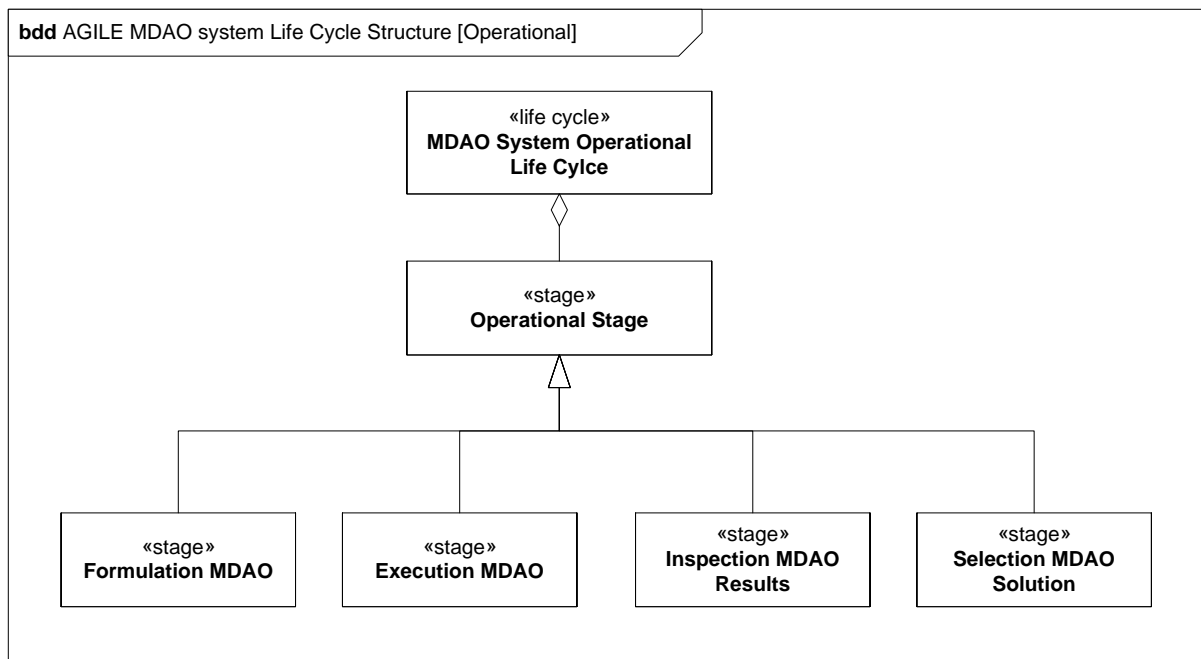 bdd AGILE MDAO system Life Cycle Structure [Operational]
«life cycle»
MDAO System Operational
Life Cylce
«stage»
Operational Stage
«stage»
Formulation MDAO
«stage»
Execution MDAO
«stage»
Inspection MDAO
Results
«stage»
Selection MDAO
Solution